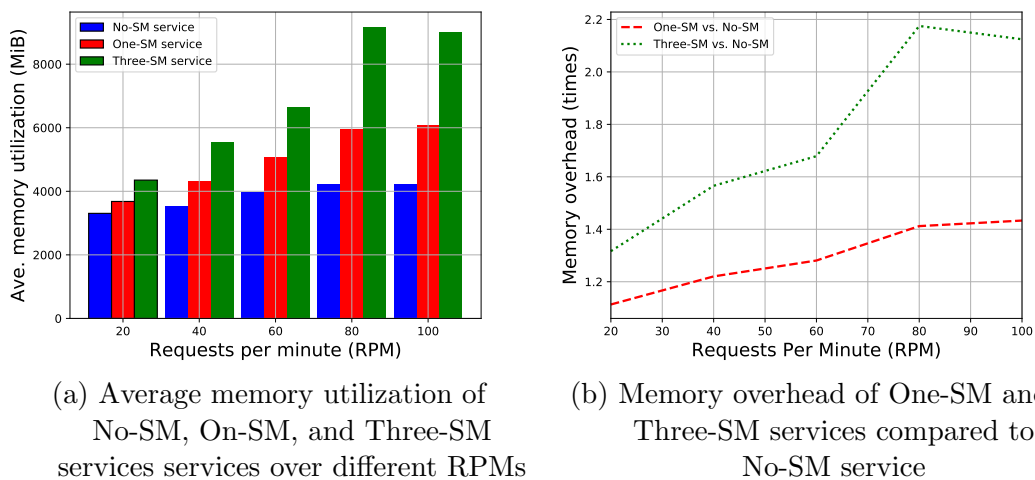 No-SM service
One-SM service
Three-SM service
Ave. memory utilization (MiB)
8000
6000
4000
2000
0
20 40 60 80 100
Requests per minute (RPM)
(a) Average memory utilization of
No-SM, On-SM, and Three-SM
services services over different RPMs
One-SM vs. No-SM
Three-SM vs. No-SM
Memory overhead (times)
2.2
2.0
1.8
1.6
1.4
1.2
20 30 40 50 60 70 80 90 100
Requests Per Minute (RPM)
(b) Memory overhead of One-SM an
Three-SM services compared to
No-SM service